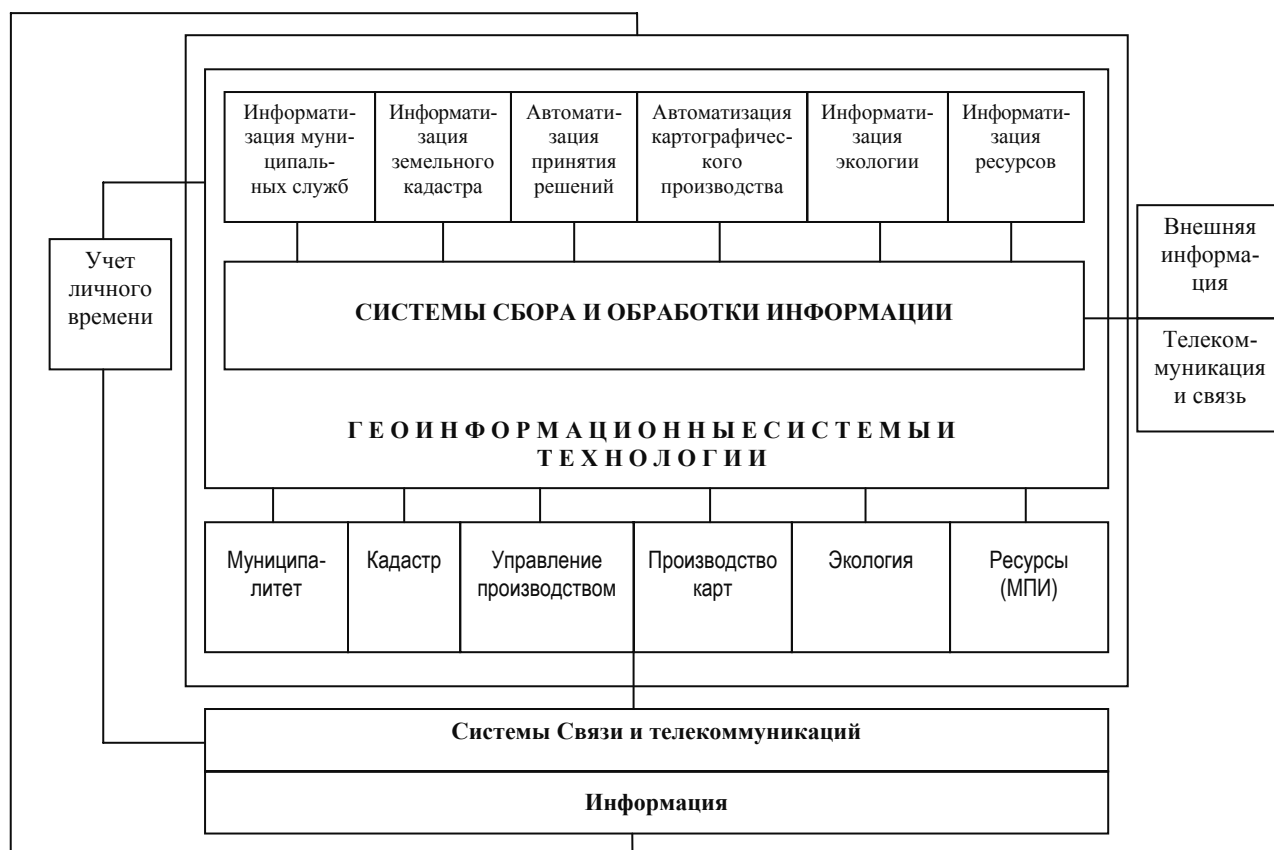 Информати-
зация муни-
ципаль-
ных служб
Информати-
зация
земельного
кадастра
Автомати-
зация
принятия
решений
Автоматизация
картографичес-
кого
производства
Информати-
зация
экологии
Информати-
зация
ресурсов
Учет
личного
времени
СИСТЕМЫ СБОРА И ОБРАБОТКИ ИНФОРМАЦИИ
Внешняя
информа-
ция
Телеком-
муникация
и связь
Г Е О И Н Ф О Р М А Ц И О Н Н Ы Е С И С Т Е М Ы И
Т Е Х Н О Л О Г И И
Муниципа-
литет
Кадастр
Управление
производством
Производство
карт
Экология
Ресурсы
(МПИ)
Системы Связи и телекоммуникаций
Информация